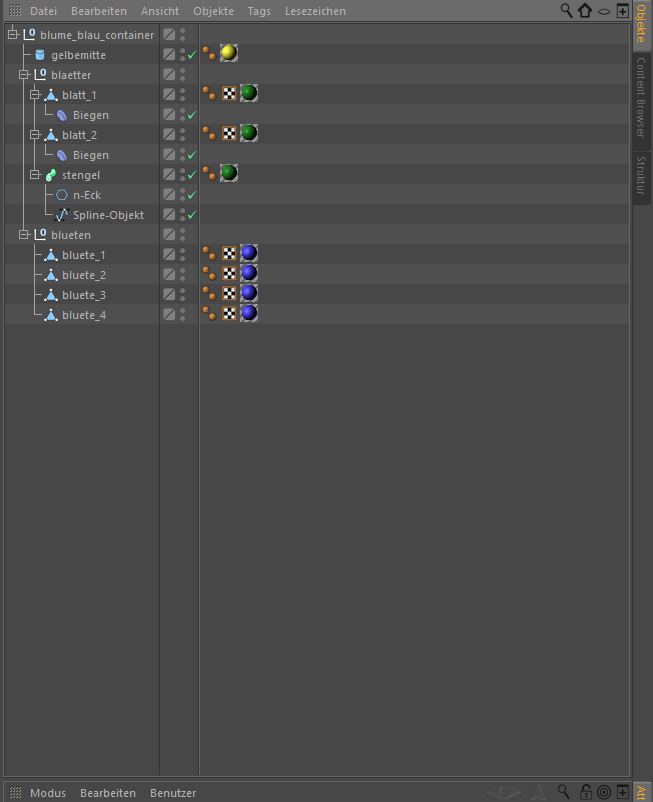 Datei Bearbeiten Ansicht Objekte Tags Lesezeichen
blume_blau_container
gelbemitte
blaetter
blatt_1
Biegen
blatt_2
Biegen
stengel
n-Eck
Spline-Objekt
blueten
bluete_1
bluete_2
bluete_3
bluete_4
Objekte
Content Browser
Struktur
Modus Bearbeiten Benutzer
Att